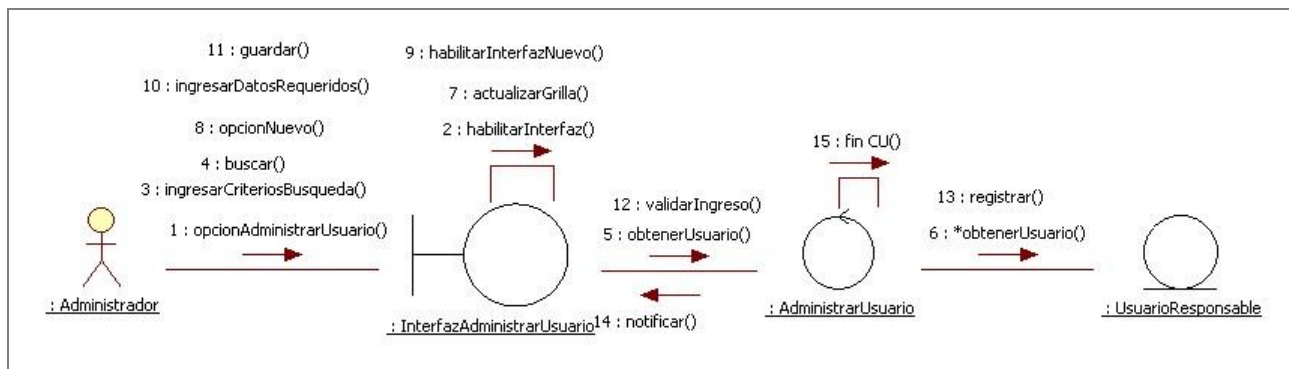 11 : guardar()
9 : habilitarInterfazNuevo()
10 : ingresarDatosRequeridos()
7 : actualizarGrilla()
8 : opcionNuevo()
2 : habilitarInterfaz()
15 : fin CU()
4 : buscar()
3 : ingresarCriteriosBusqueda()
12 : validarIngreso()
13 : registrar()
1 : opcionAdministrarUsuario()
5 : obtenerUsuario()
6 : *obtenerUsuario()
: Administrador
: InterfazAdministrarUsuario
14 : notificar()
: AdministrarUsuario
: UsuarioResponsable